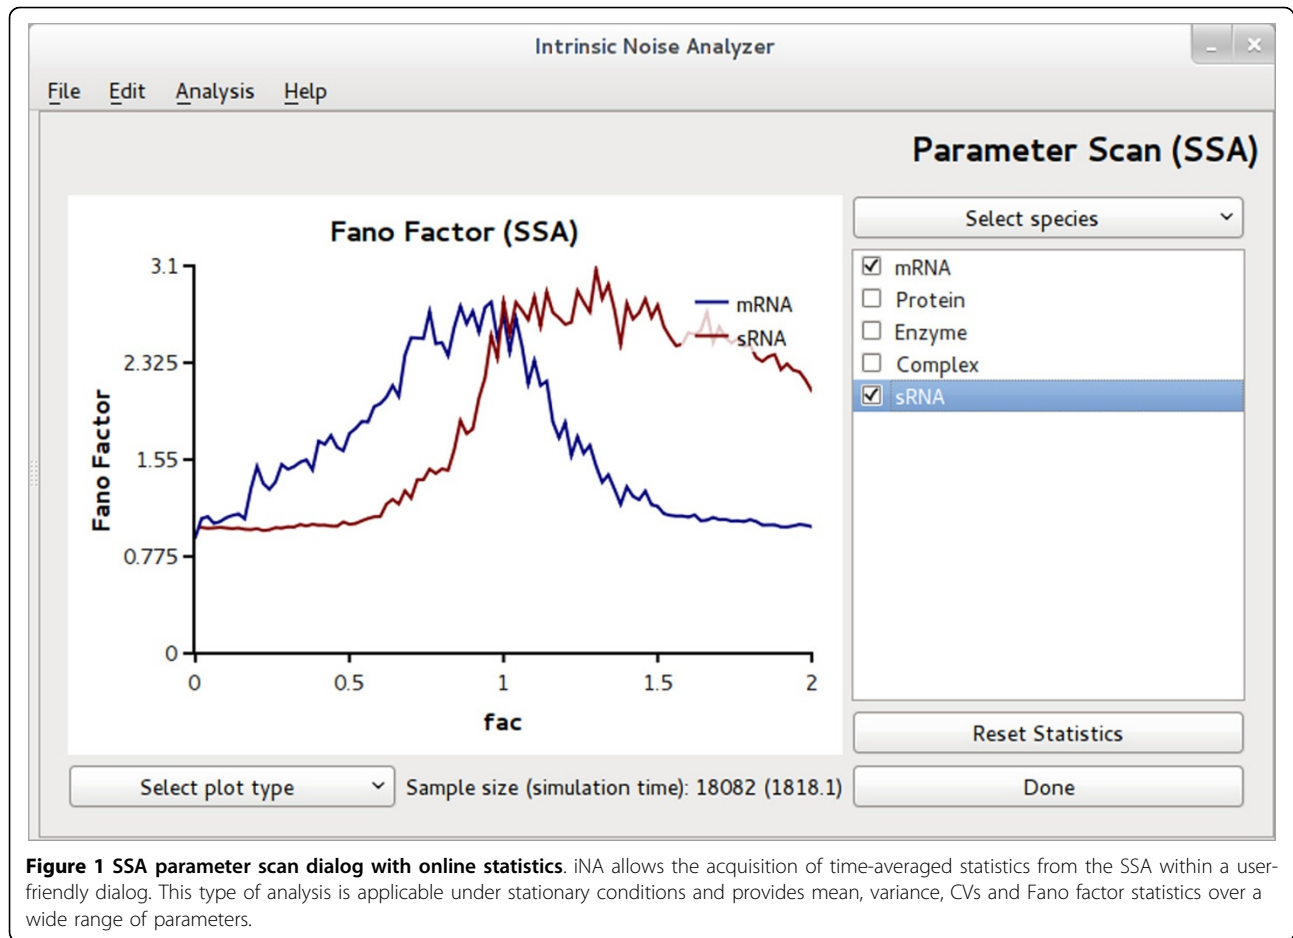 Intrinsic Noise Analyzer
File Edit Analysis Help
Parameter Scan (SSA)
Fano Factor (SSA)
3.1
2.325
1.55
0.775
0
Fano Factor
0 0.5 1 1.5 2
fac
mRNA
sRNA
Select species
mRNA
Protein
Enzyme
Complex
sRNA
Reset Statistics
Select plot type
Sample size (simulation time): 18082 (1818.1)
Done
Figure 1 SSA parameter scan dialog with online statistics. iNA allows the acquisition of time-averaged statistics from the SSA within a user-
friendly dialog. This type of analysis is applicable under stationary conditions and provides mean, variance, CVs and Fano factor statistics over a
wide range of parameters.